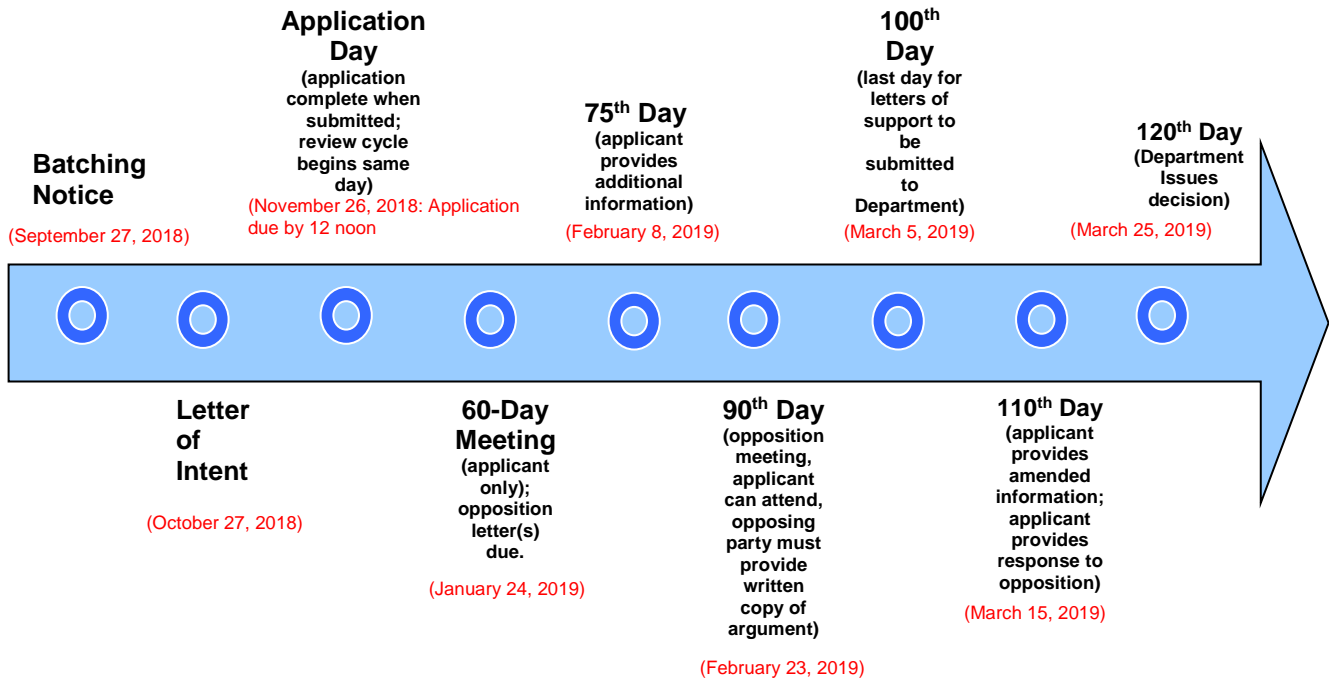 Batching
Notice
(September 27, 2018)
Letter
of
Intent
(October 27, 2018)
Application
Day
(application
complete when
submitted;
review cycle
begins same
day)
(November 26, 2018: Application
due by 12 noon
60-Day
Meeting
(applicant
only);
opposition
letter(s)
due.
(January 24, 2019)
75th Day
(applicant
provides
additional
information)
(February 8, 2019)
90th Day
(opposition
meeting,
applicant
can attend,
opposing
party must
provide
written
copy of
argument)
(February 23, 2019)
100th
Day
(last day for
letters of
support to
be
submitted
to
Department)
(March 5, 2019)
110th Day
(applicant
provides
amended
information;
applicant
provides
response to
opposition)
(March 15, 2019)
120th Day
(Department
Issues
decision)
(March 25, 2019)